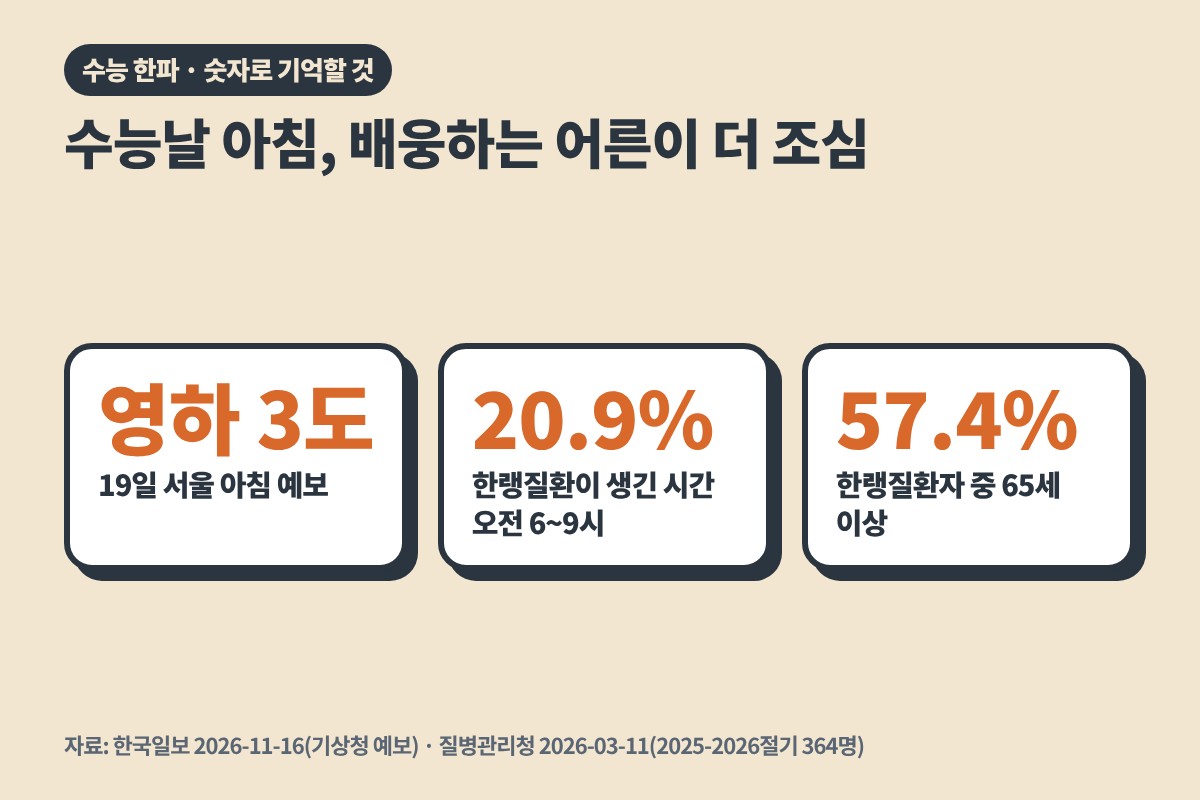 수능 한파 · 숫자로 기억할 것
수능날 아침, 배웅하는 어른이 더 조심
영하 3도
19일 서울 아침 예보
20.9%
한랭질환이 생긴 시간
오전 6~9시
57.4%
한랭질환자 중 65세
이상
자료: 한국일보 2026-11-16(기상청 예보) · 질병관리청 2026-03-11(2025-2026절기 364명)